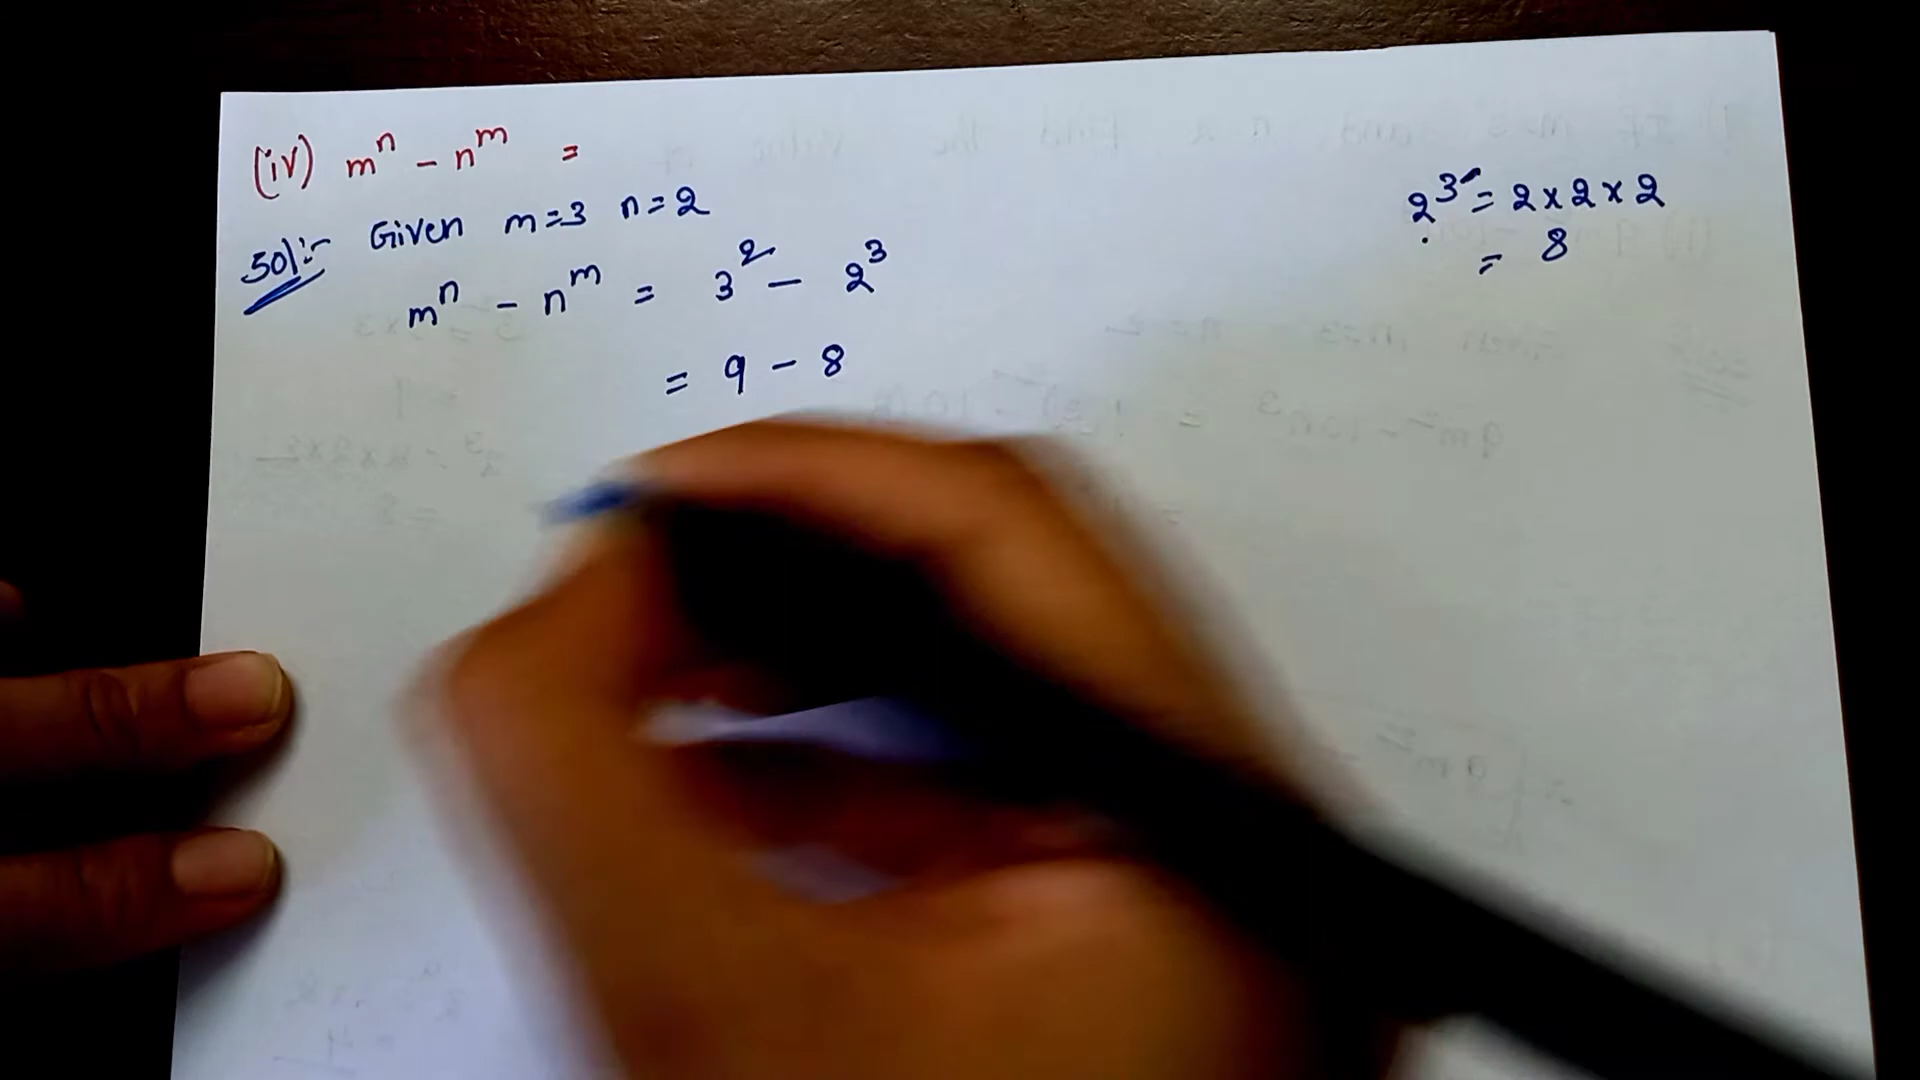 (iv) mⁿ - nᵐ =
Sol:- Given m=3 n=2
mⁿ - nᵐ = 3² - 2³
= 9 - 8
2³ = 2×2×2
= 8